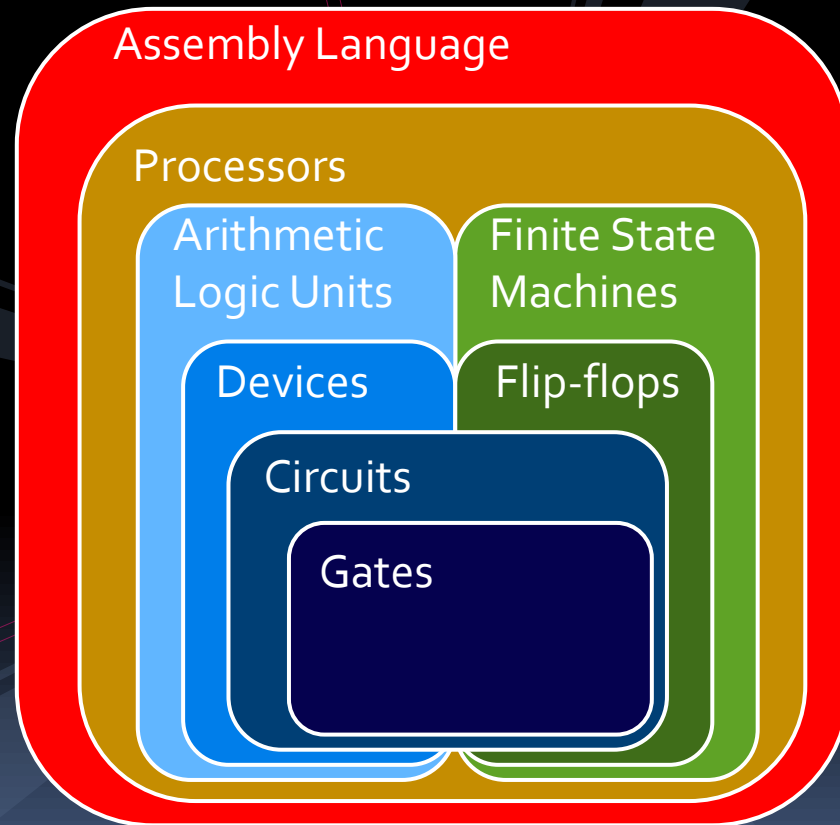 Assembly Language
Processors
Arithmetic
Logic Units
Finite State
Machines
Devices
Flip-flops
Circuits
Gates